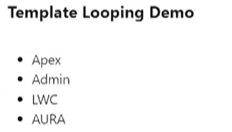 Template Looping Demo
Apex
Admin
LWC
AURA